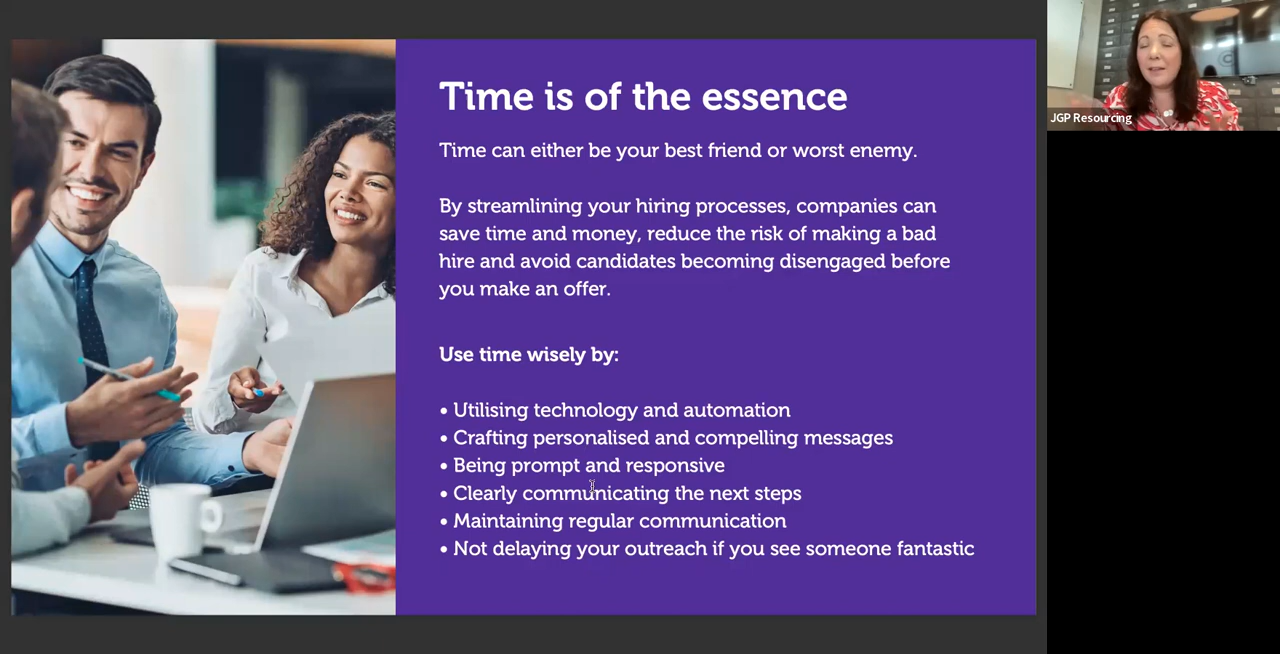 Time is of the essence
Time can either be your best friend or worst enemy.
By streamlining your hiring processes, companies can
save time and money, reduce the risk of making a bad
hire and avoid candidates becoming disengaged before
you make an offer.
Use time wisely by:
• Utilising technology and automation
• Crafting personalised and compelling messages
• Being prompt and responsive
• Clearly communicating the next steps
• Maintaining regular communication
• Not delaying your outreach if you see someone fantastic
JGP Resourcing